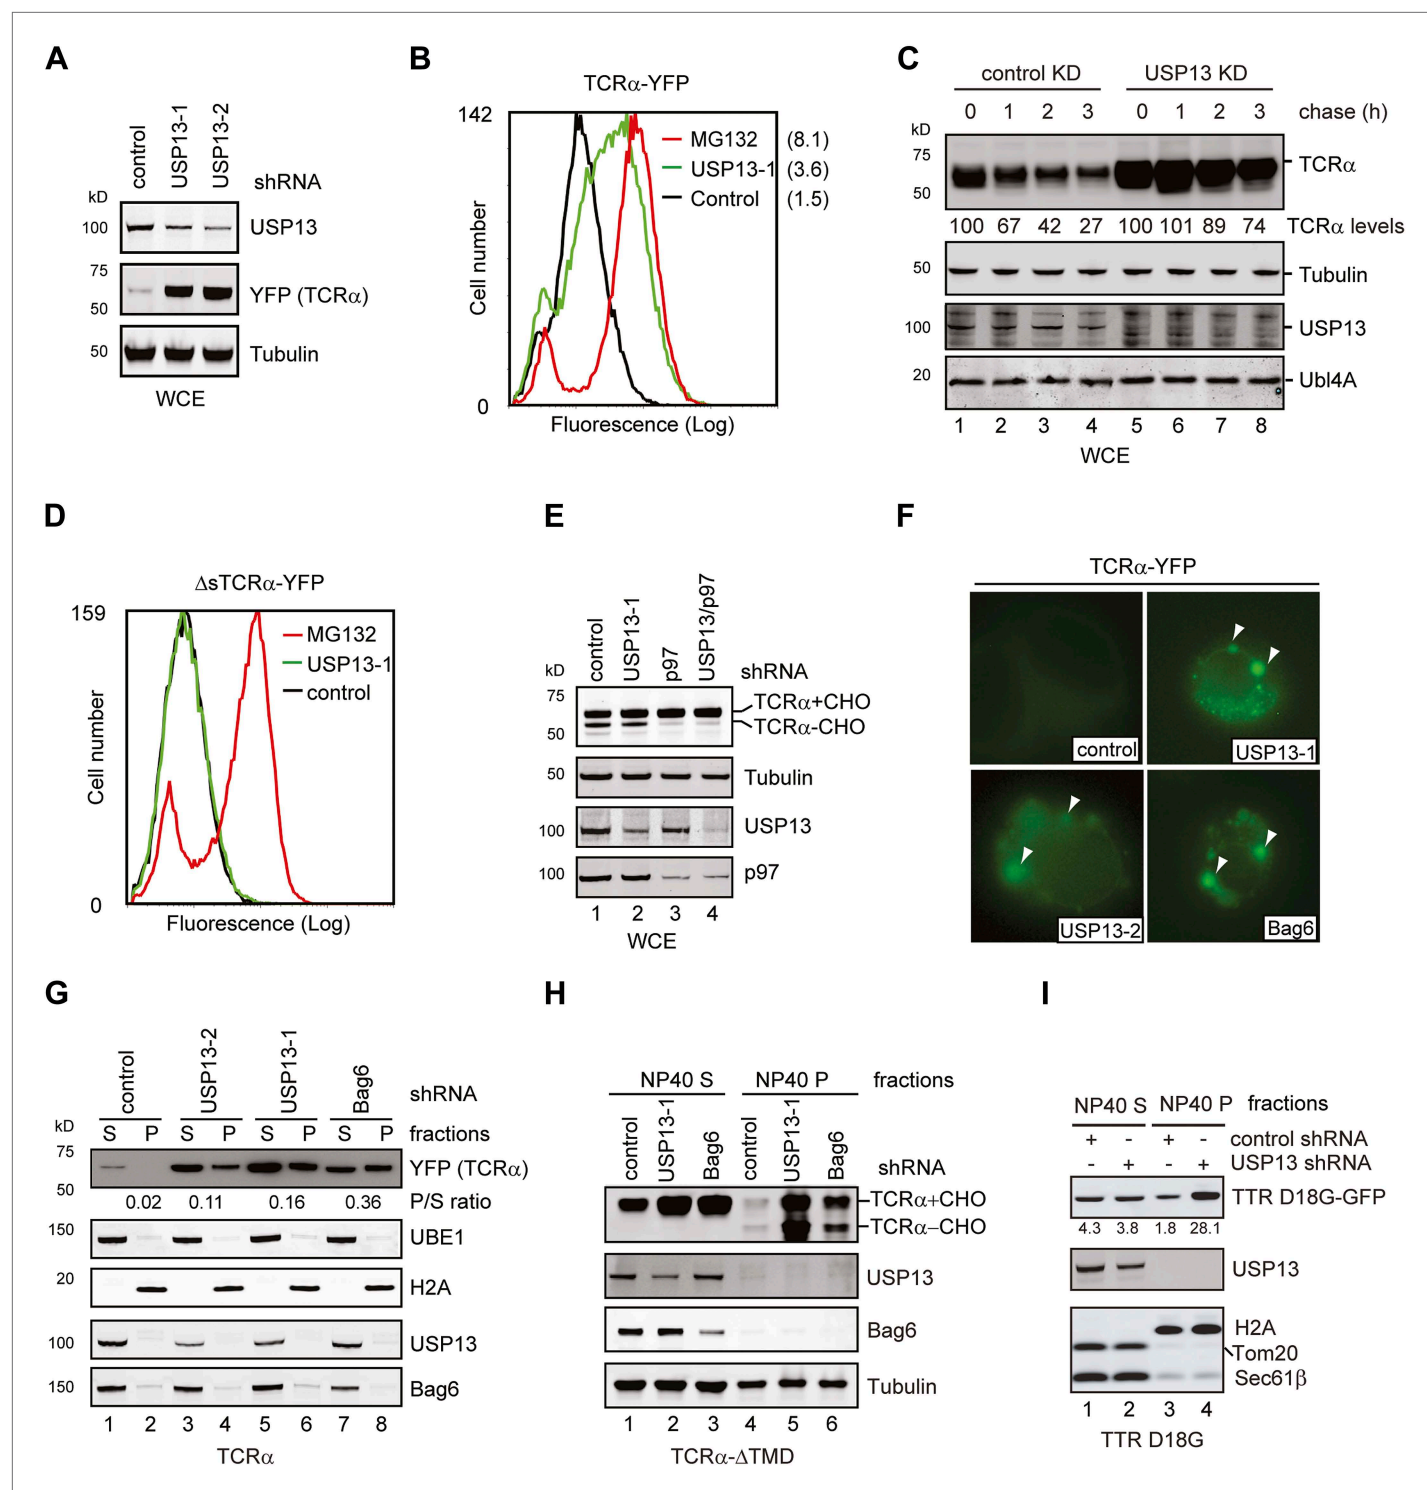 A
control
USP13-1
USP13-2
shRNA
kD
100
USP13
75
50
YFP (TCRα)
50
Tubulin
WCE
B
TCRα-YFP
142
MG132 (8.1)
USP13-1 (3.6)
Control (1.5)
Cell number
0
Fluorescence (Log)
C
control KD USP13 KD
0 1 2 3 0 1 2 3 chase (h)
kD
75
50
TCRα
100 67 42 27 100 101 89 74 TCRα levels
50
Tubulin
100
USP13
20
Ubl4A
1 2 3 4 5 6 7 8
WCE
D
ΔsTCRα-YFP
159
MG132
USP13-1
control
Cell number
0
Fluorescence (Log)
E
control
USP13-1
p97
USP13/p97
shRNA
kD
75
50
TCRα+CHO
TCRα-CHO
50
Tubulin
100
USP13
100
p97
1 2 3 4
WCE
F
TCRα-YFP
control
USP13-1
USP13-2
Bag6
G
control
USP13-2
USP13-1
Bag6
shRNA
S P S P S P S P fractions
kD
75
50
YFP (TCRα)
0.02 0.11 0.16 0.36 P/S ratio
150
UBE1
20
H2A
100
USP13
150
Bag6
1 2 3 4 5 6 7 8
TCRα
H
NP40 S NP40 P fractions
control
USP13-1
Bag6
control
USP13-1
Bag6
shRNA
TCRα+CHO
TCRα–CHO
USP13
Bag6
Tubulin
1 2 3 4 5 6
TCRα-ΔTMD
I
NP40 S NP40 P fractions
+ - + - control shRNA
- + - + USP13 shRNA
TTR D18G-GFP
4.3 3.8 1.8 28.1
USP13
H2A
Tom20
Sec61β
1 2 3 4
TTR D18G